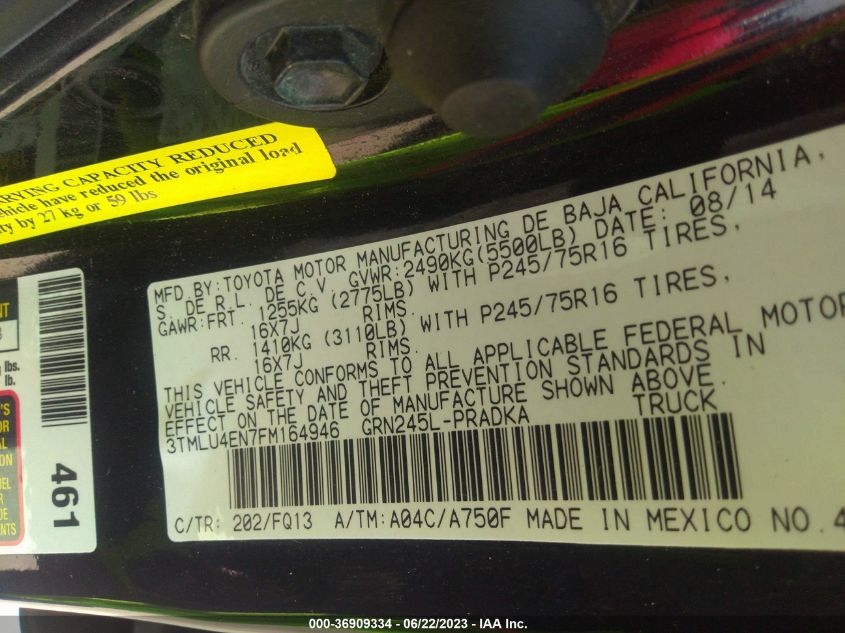 RYING CAPACITY REDUCED
ehicle have reduced the original load
ity by 27 kg or 59 lbs
MFD BY: TOYOTA MOTOR MANUFACTURING DE BAJA CALIFORNIA,
S. DE R.L. DE C.V. GVWR: 2490KG(5500LB) DATE: 08/14
GAWR: FRT. 1255KG (2775LB) WITH P245/75R16 TIRES,
16X7J RIMS.
RR. 1410KG (3110LB) WITH P245/75R16 TIRES,
16X7J RIMS.
THIS VEHICLE CONFORMS TO ALL APPLICABLE FEDERAL MOTOR
VEHICLE SAFETY AND THEFT PREVENTION STANDARDS IN
EFFECT ON THE DATE OF MANUFACTURE SHOWN ABOVE.
3TMLU4EN7FM164946 GRN245L-PRADKA TRUCK
C/TR: 202/FQ13 A/TM: A04C/A750F MADE IN MEXICO NO.4
NT
lbs.
lb.
461
000-36909334 - 06/22/2023 - IAA Inc.